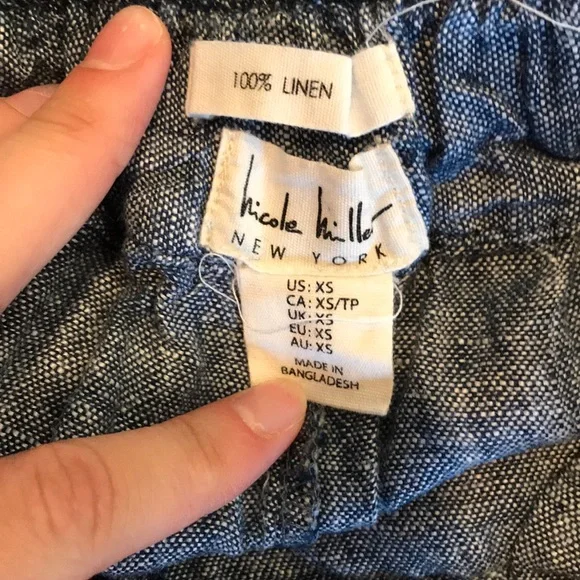 100% LINEN
nicole miller
NEW YORK
US: XS
CA: XS/TP
UK: XS
EU: XS
AU: XS
MADE IN
BANGLADESH